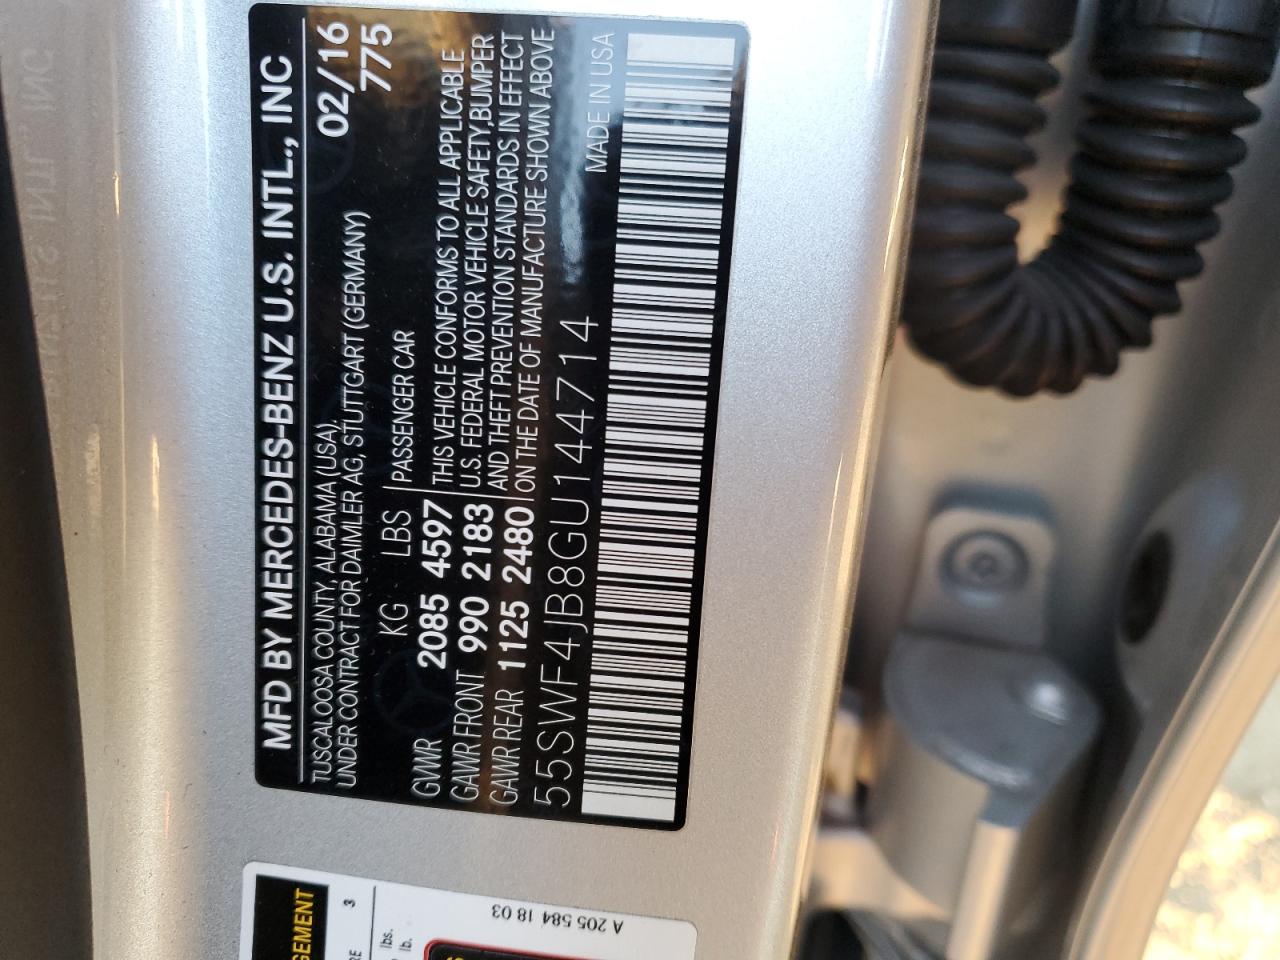 MFD BY MERCEDES-BENZ U.S. INTL., INC
TUSCALOOSA COUNTY, ALABAMA (USA), 02/16
UNDER CONTRACT FOR DAIMLER AG, STUTTGART (GERMANY) 775
KG LBS PASSENGER CAR
GVWR 2085 4597 THIS VEHICLE CONFORMS TO ALL APPLICABLE
U.S. FEDERAL MOTOR VEHICLE SAFETY,BUMPER
GAWR FRONT 990 2183 AND THEFT PREVENTION STANDARDS IN EFFECT
GAWR REAR 1125 2480 ON THE DATE OF MANUFACTURE SHOWN ABOVE
55SWF4JB8GU144714 MADE IN USA
A 205 584 18 03
3
lbs.
lb.